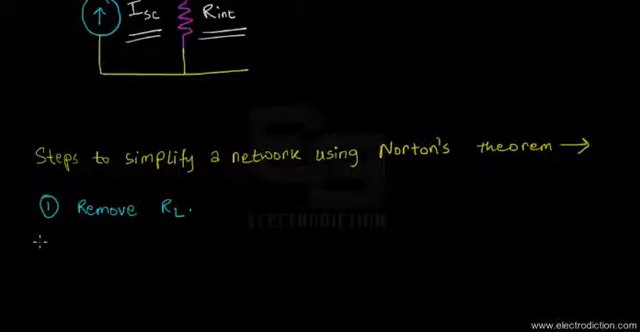 Isc Rint
Steps to simplify a network using Norton's theorem →
① Remove RL.
ELECTRODICTION
www.electrodiction.com